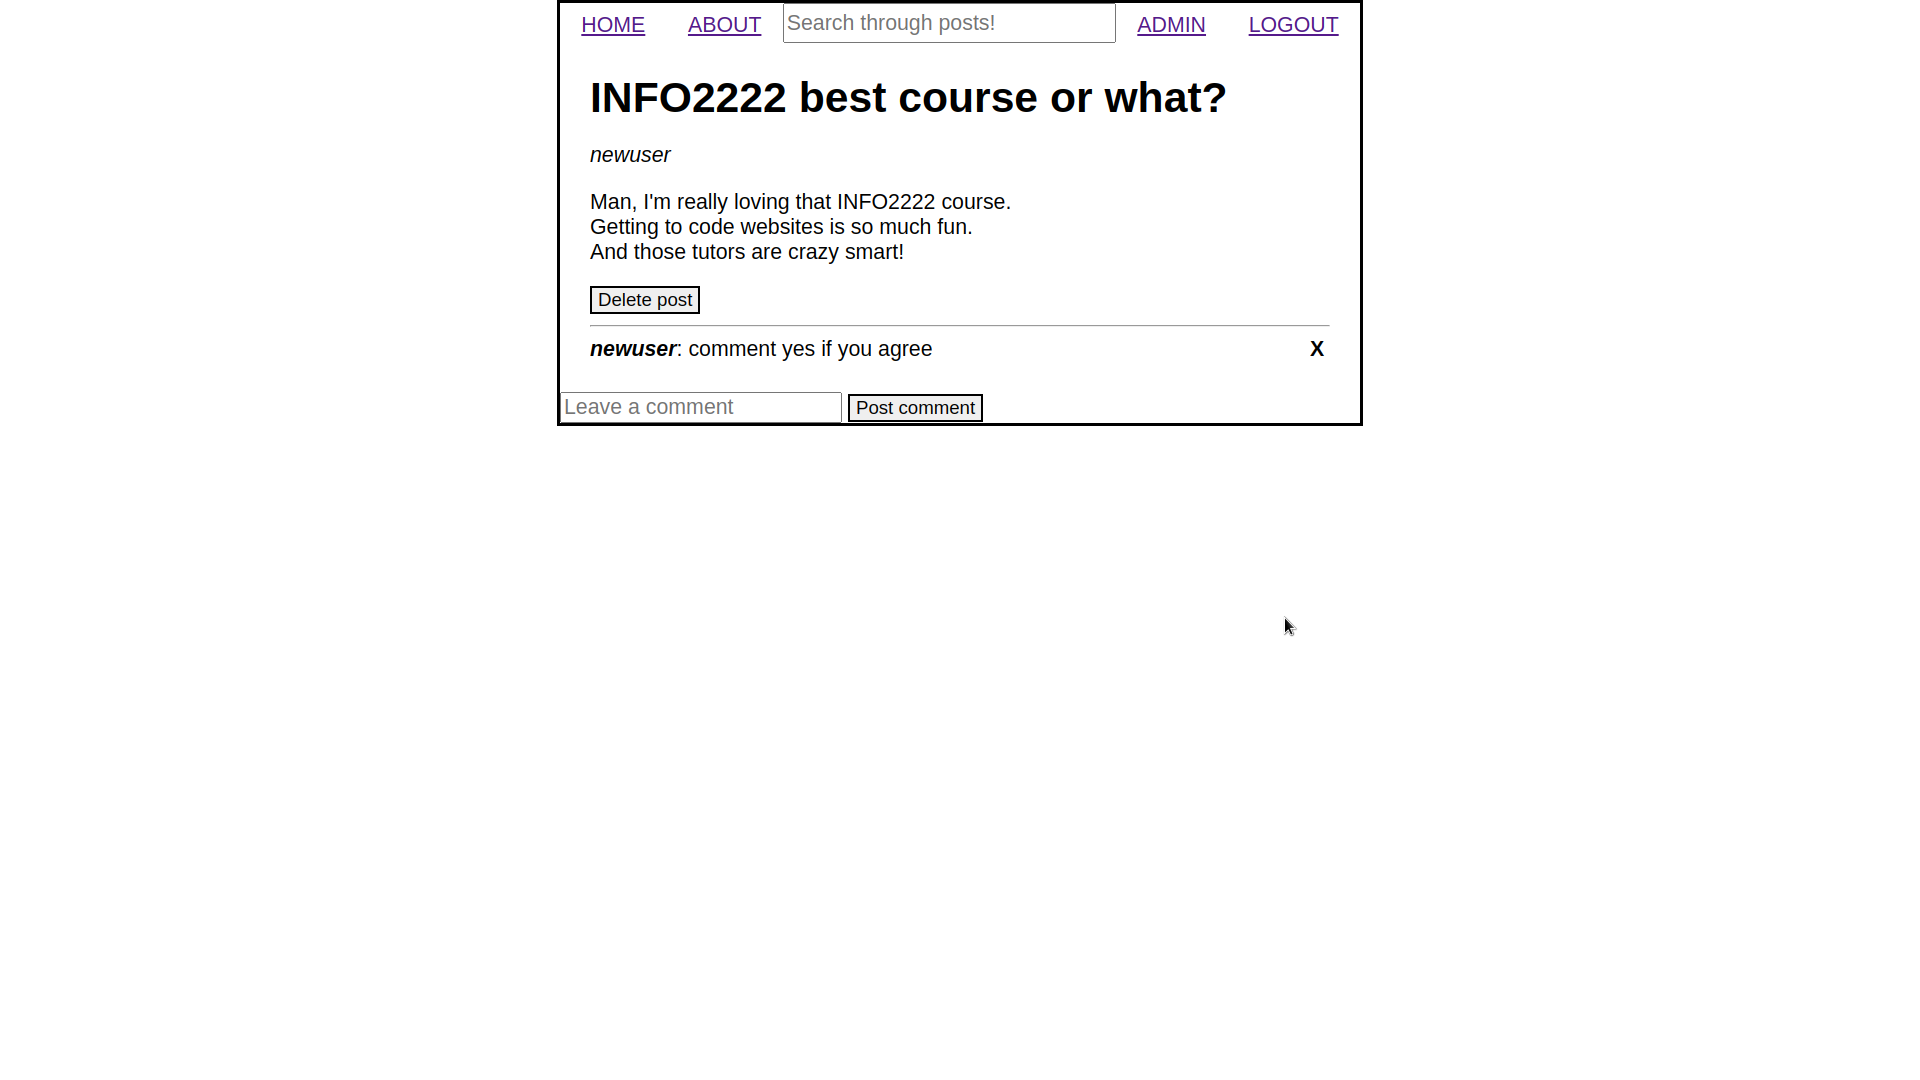 HOME ABOUT Search through posts! ADMIN LOGOUT
INFO2222 best course or what?
newuser
Man, I'm really loving that INFO2222 course.
Getting to code websites is so much fun.
And those tutors are crazy smart!
Delete post
newuser: comment yes if you agree X
Leave a comment Post comment